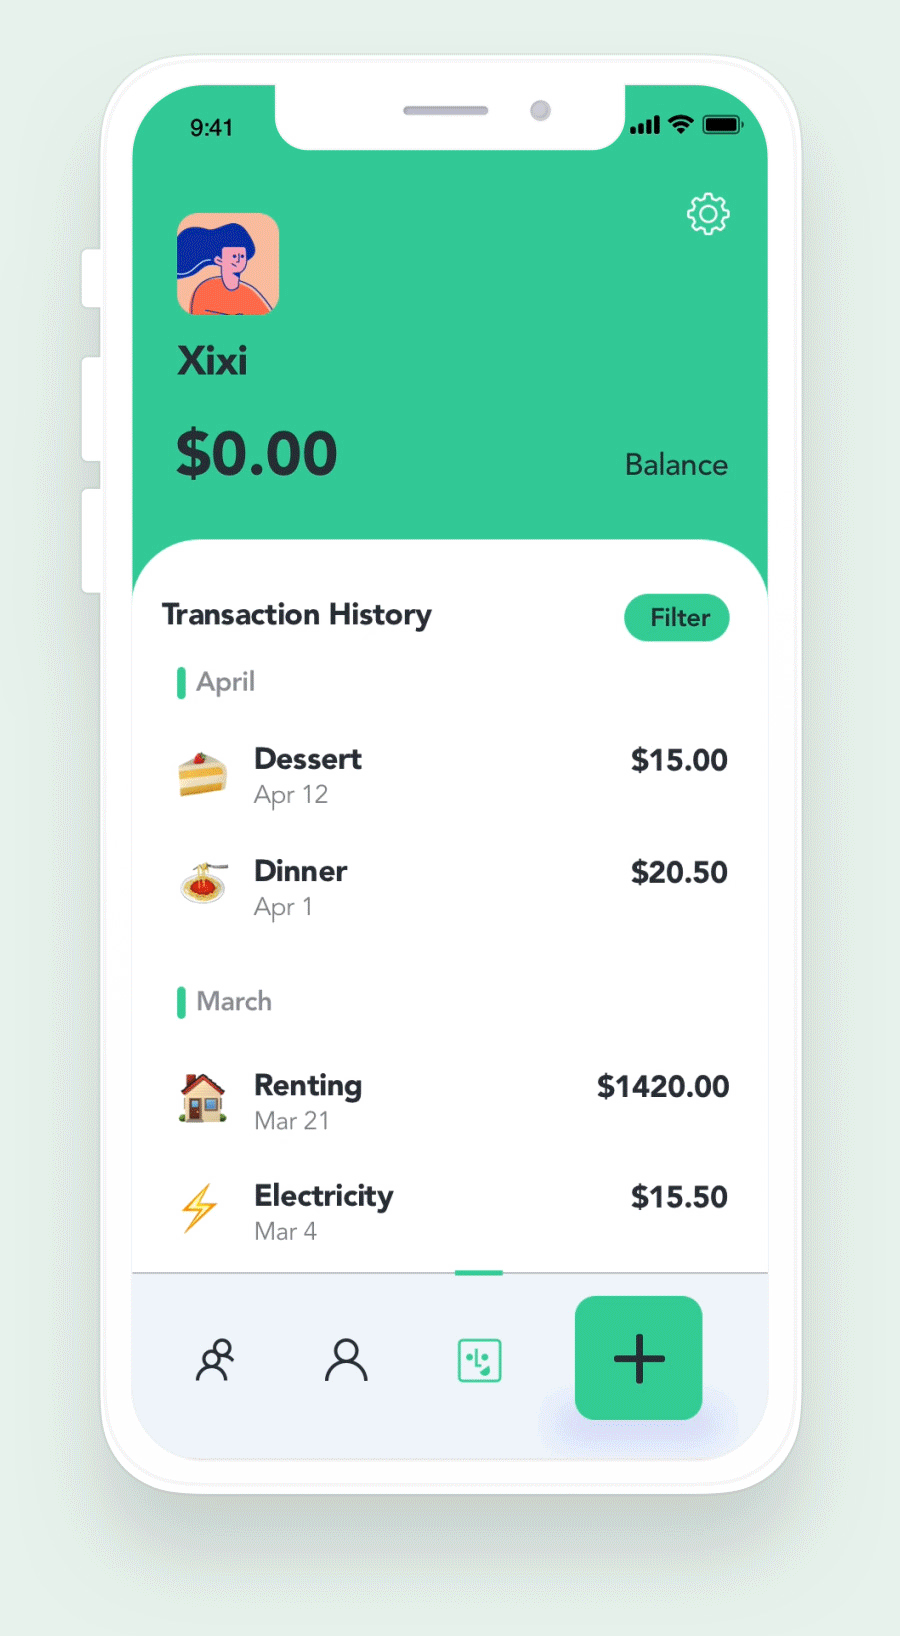 9:41
Xixi
$0.00
Balance
Transaction History
Filter
April
Dessert
$15.00
Apr 12
Dinner
$20.50
Apr 1
March
Renting
$1420.00
Mar 21
Electricity
$15.50
Mar 4